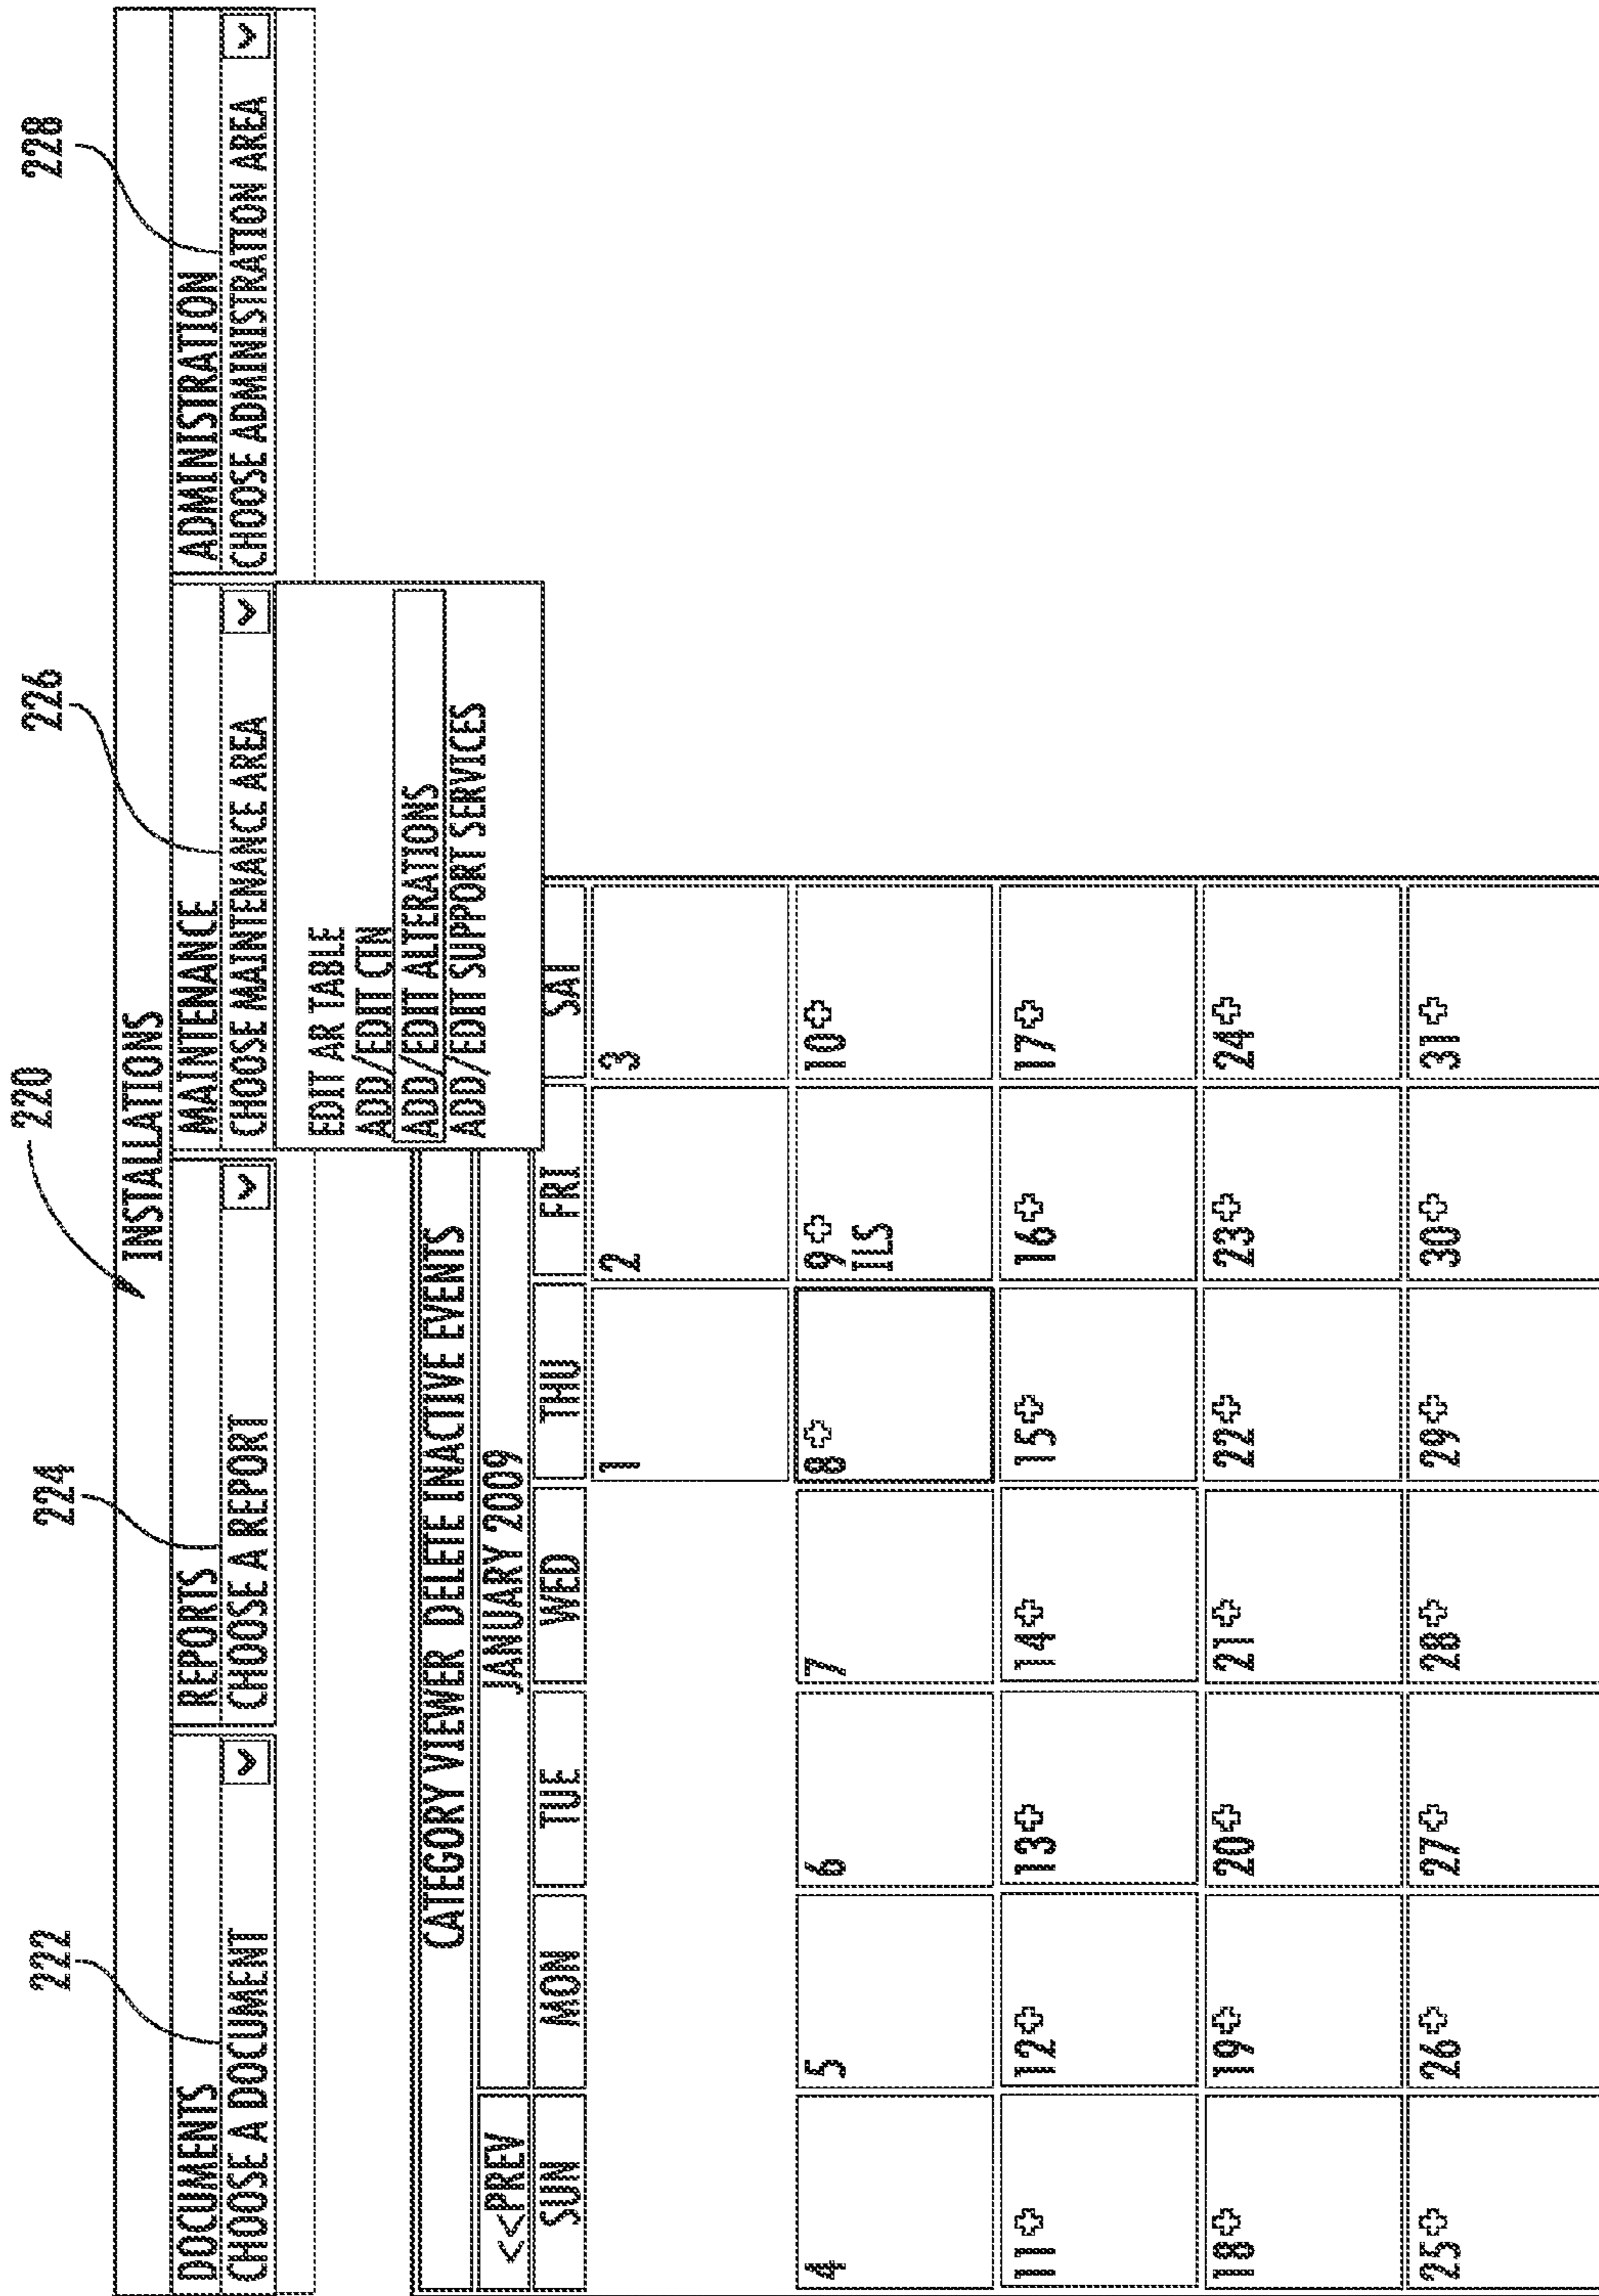 220
222
224
226
228
INSTALLATIONS
DOCUMENTS REPORTS MAINTENANCE ADMINISTRATION
CHOOSE A DOCUMENT CHOOSE A REPORT CHOOSE MAINTENANCE AREA CHOOSE ADMINISTRATION AREA
EDIT AR TABLE
ADD/EDIT CTN
ADD/EDIT ALTERATIONS
ADD/EDIT SUPPORT SERVICES
CATEGORY VIEWER DELETE INACTIVE EVENTS
<<PREV JANUARY 2009
SUN MON TUE WED THU FRI SAT
1 2 3
4 5 6 7 8+ 9+ 10+
IIS
11+ 12+ 13+ 14+ 15+ 16+ 17+
18+ 19+ 20+ 21+ 22+ 23+ 24+
25+ 26+ 27+ 28+ 29+ 30+ 31+